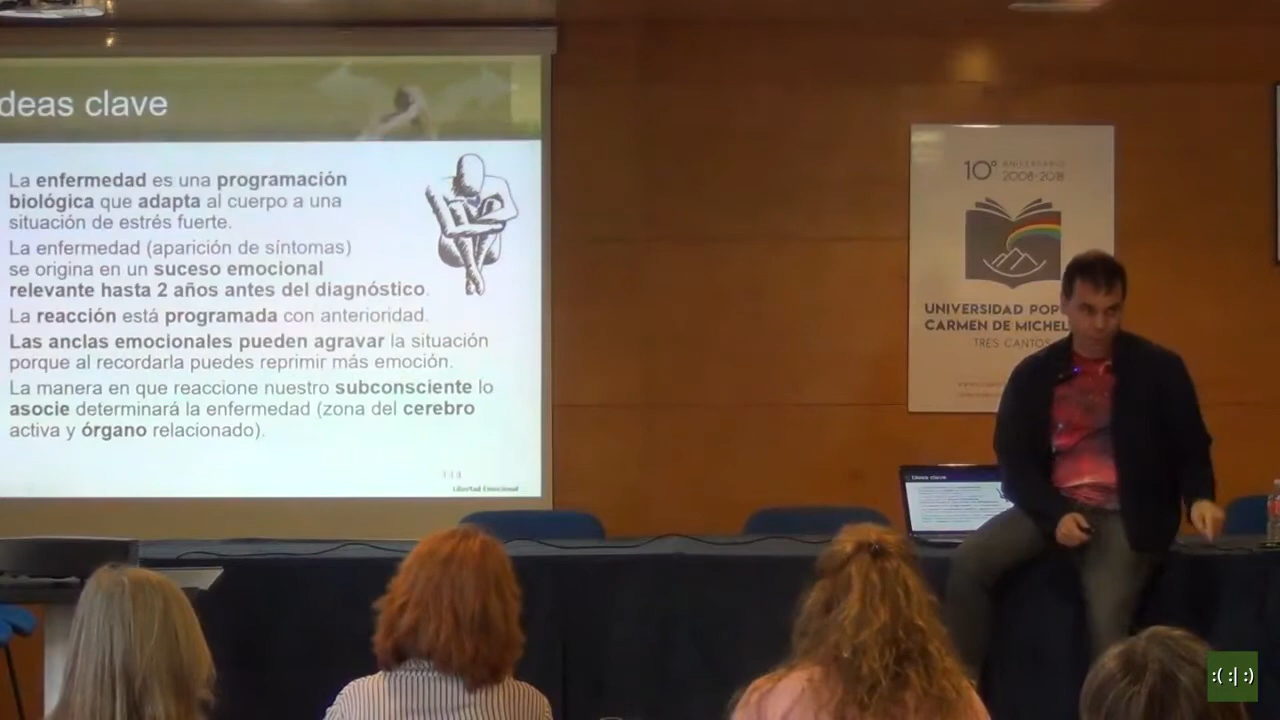 deas clave
La enfermedad es una programación
biológica que adapta al cuerpo a una
situación de estrés fuerte.
La enfermedad (aparición de síntomas)
se origina en un suceso emocional
relevante hasta 2 años antes del diagnóstico.
La reacción está programada con anterioridad.
Las anclas emocionales pueden agravar la situación
porque al recordarla puedes reprimir más emoción.
La manera en que reaccione nuestro subconsciente lo
asocie determinará la enfermedad (zona del cerebro
activa y órgano relacionado).
Libertad Emocional
10º ANIVERSARIO
2008-2018
UNIVERSIDAD POP
CARMEN DE MICHEL
TRES CANTOS
Ideas clave
:( :| :)